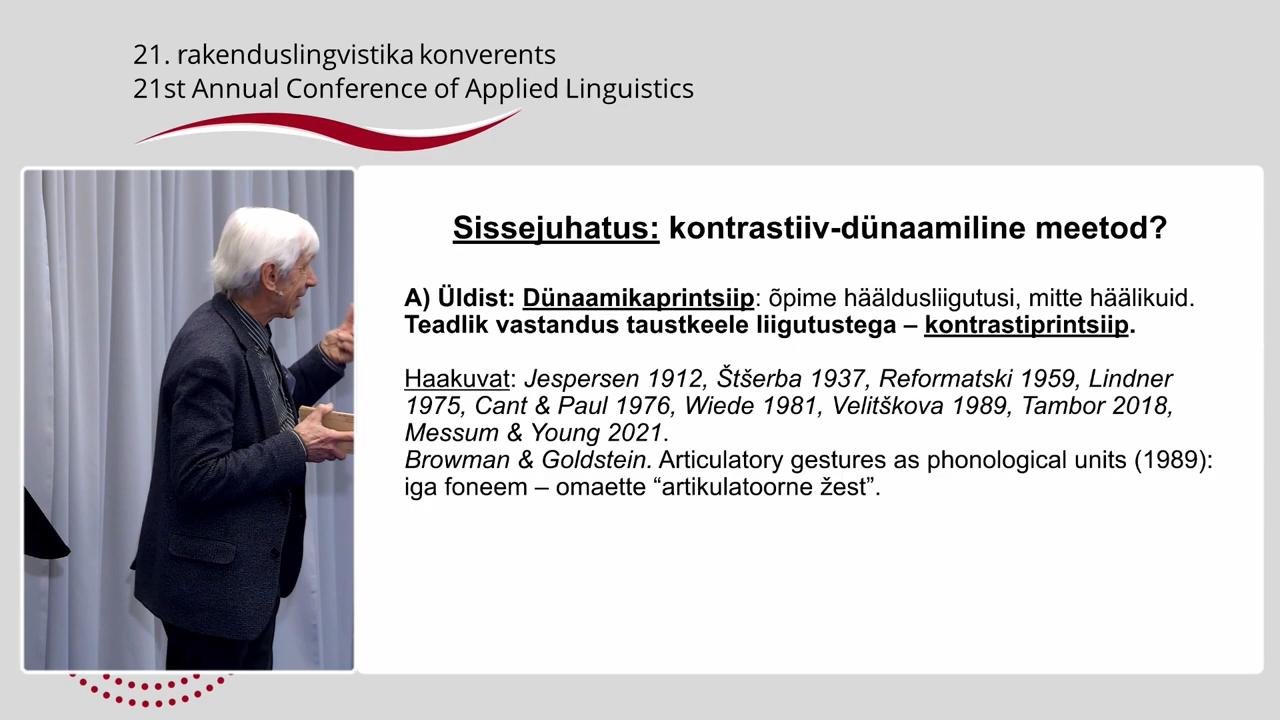 21. rakenduslingvistika konverents
21st Annual Conference of Applied Linguistics
Sissejuhatus: kontrastiiv-dünaamiline meetod?
A) Üldist: Dünaamikaprintsiip: õpime hääldusliigutusi, mitte häälikuid.
Teadlik vastandus taustkeele liigutustega – kontrastiprintsiip.
Haakuvat: Jespersen 1912, Štšerba 1937, Reformatski 1959, Lindner
1975, Cant & Paul 1976, Wiede 1981, Velitškova 1989, Tambor 2018,
Messum & Young 2021.
Browman & Goldstein. Articulatory gestures as phonological units (1989):
iga foneem – omaette “artikulatoorne žest”.